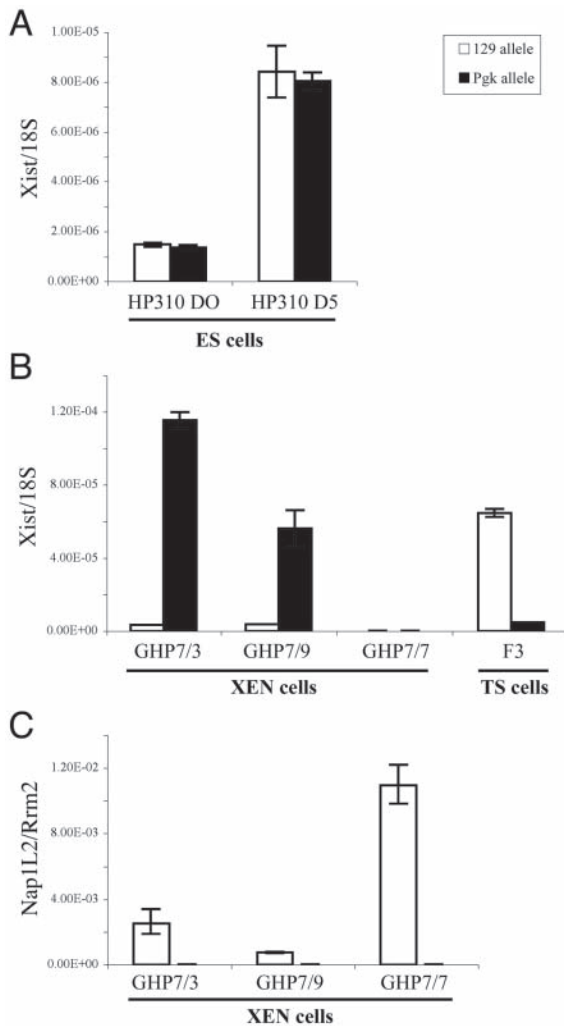 A
129 allele
Pgk allele
Xist/18S
1.00E-05
8.00E-06
6.00E-06
4.00E-06
2.00E-06
0.00E+00
HP310 DO
HP310 D5
ES cells
B
Xist/18S
1.20E-04
8.00E-05
4.00E-05
0.00E+00
GHP7/3
GHP7/9
GHP7/7
F3
XEN cells
TS cells
C
Nap1L2/Rrm2
1.20E-02
8.00E-03
4.00E-03
0.00E+00
GHP7/3
GHP7/9
GHP7/7
XEN cells